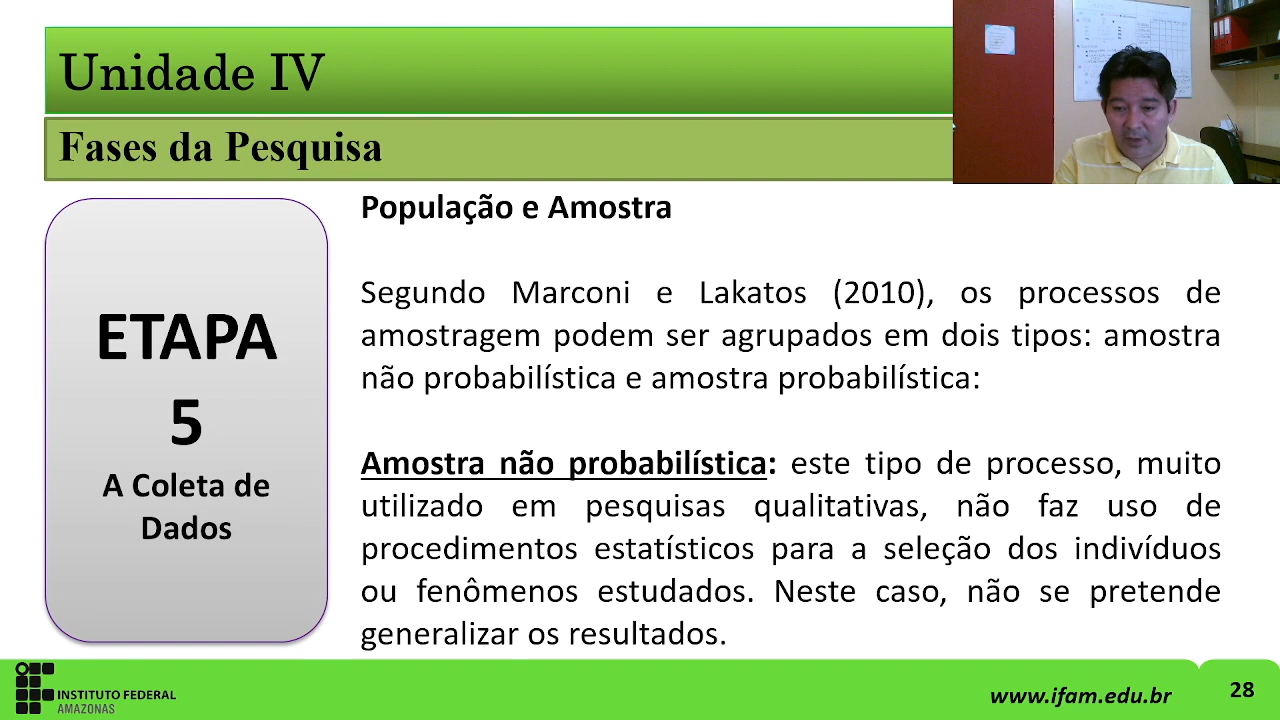 Unidade IV
Fases da Pesquisa
ETAPA
5
A Coleta de
Dados
População e Amostra
Segundo Marconi e Lakatos (2010), os processos de
amostragem podem ser agrupados em dois tipos: amostra
não probabilística e amostra probabilística:
Amostra não probabilística: este tipo de processo, muito
utilizado em pesquisas qualitativas, não faz uso de
procedimentos estatísticos para a seleção dos indivíduos
ou fenômenos estudados. Neste caso, não se pretende
generalizar os resultados.
INSTITUTO FEDERAL
AMAZONAS
www.ifam.edu.br
28